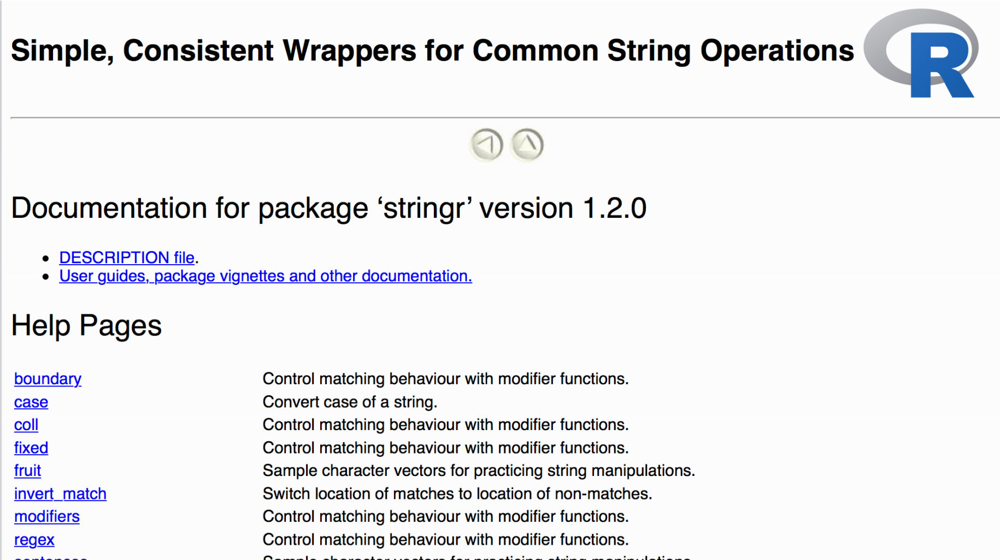 Simple, Consistent Wrappers for Common String Operations
R
Documentation for package ‘stringr’ version 1.2.0
DESCRIPTION file.
User guides, package vignettes and other documentation.
Help Pages
boundary Control matching behaviour with modifier functions.
case Convert case of a string.
coll Control matching behaviour with modifier functions.
fixed Control matching behaviour with modifier functions.
fruit Sample character vectors for practicing string manipulations.
invert_match Switch location of matches to location of non-matches.
modifiers Control matching behaviour with modifier functions.
regex Control matching behaviour with modifier functions.